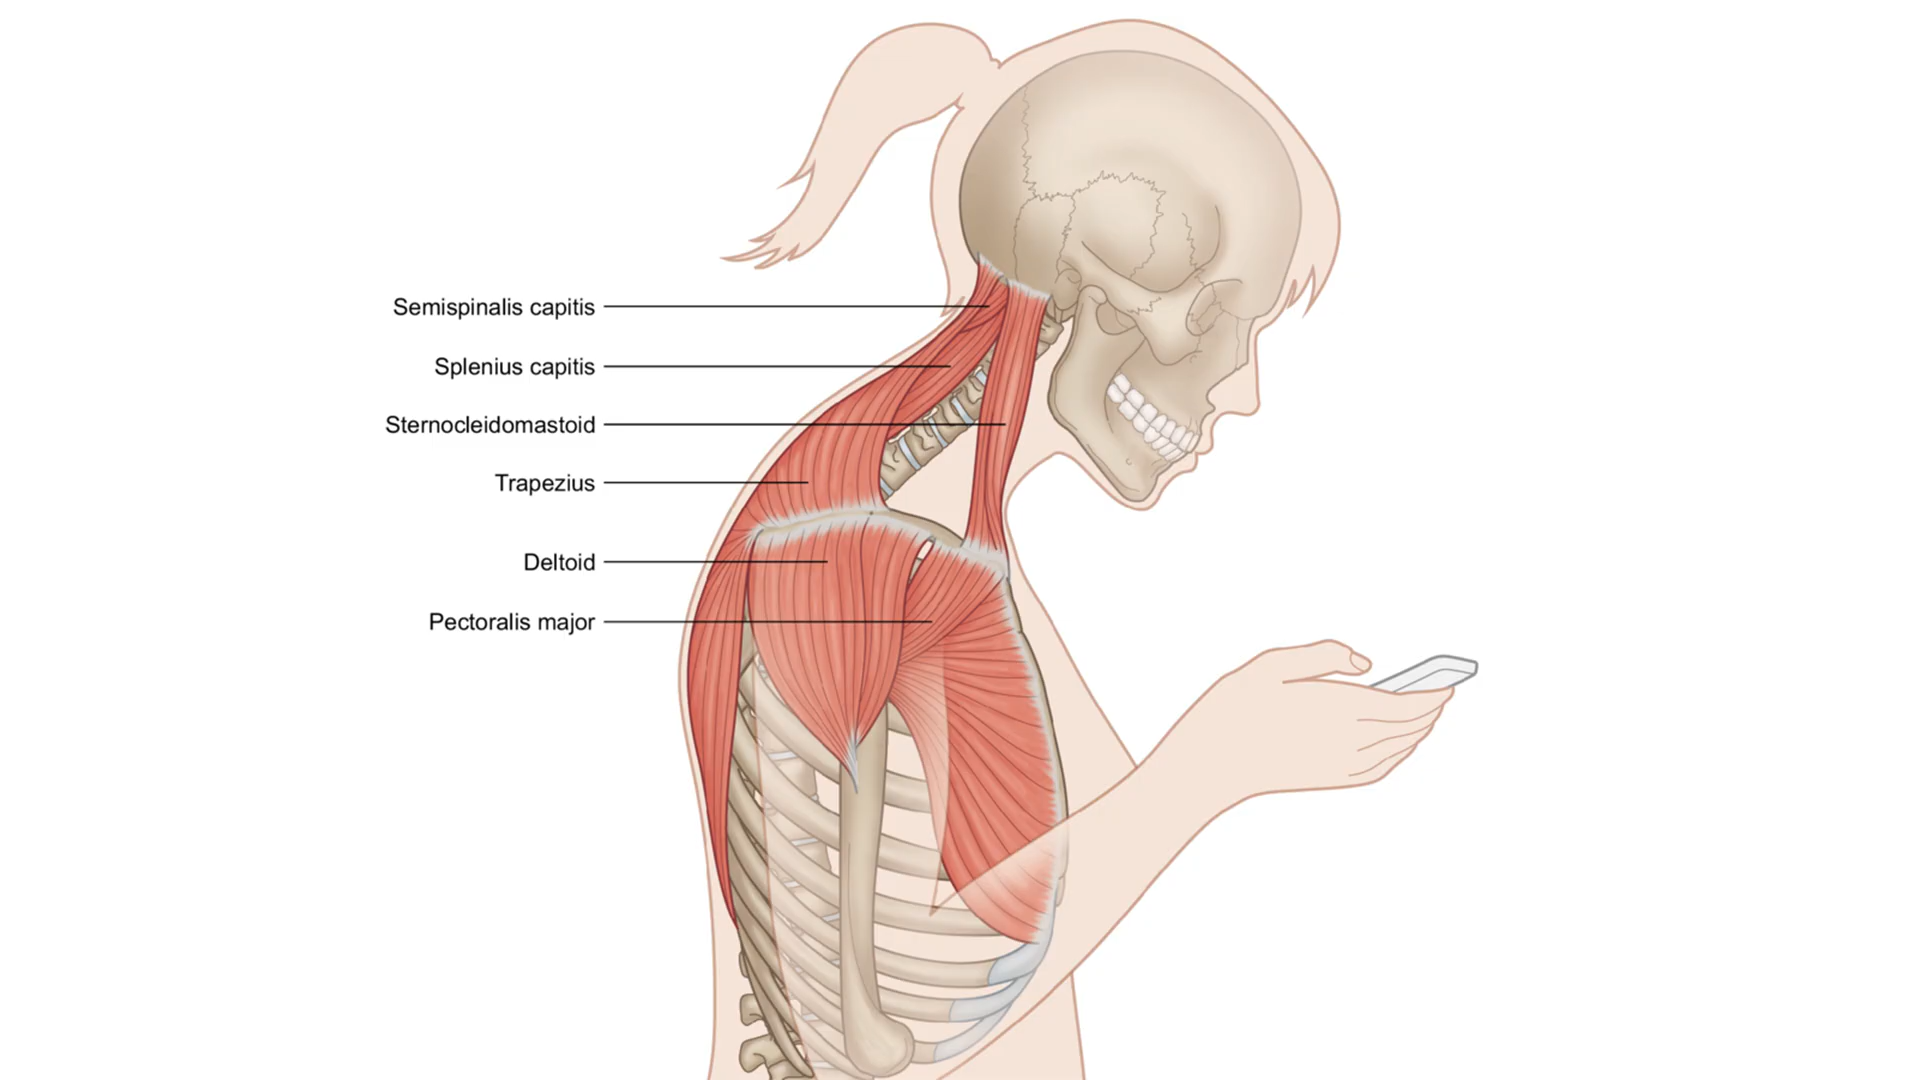 Semispinalis capitis
Splenius capitis
Sternocleidomastoid
Trapezius
Deltoid
Pectoralis major